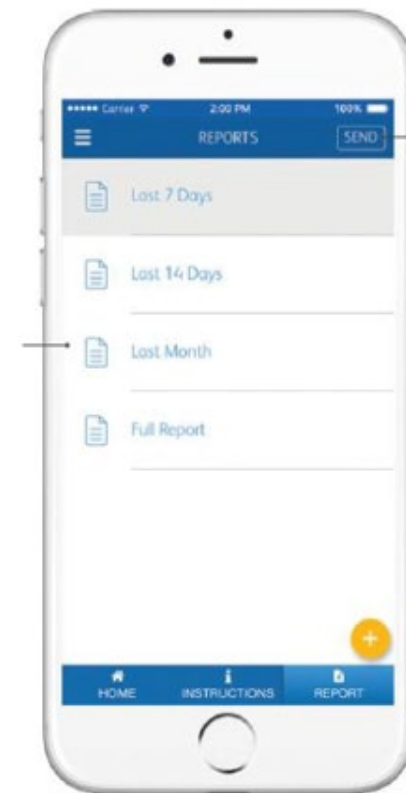 Carrier 2:00 PM 100%
REPORTS SEND
Last 7 Days
Last 14 Days
Last Month
Full Report
+
HOME INSTRUCTIONS REPORT